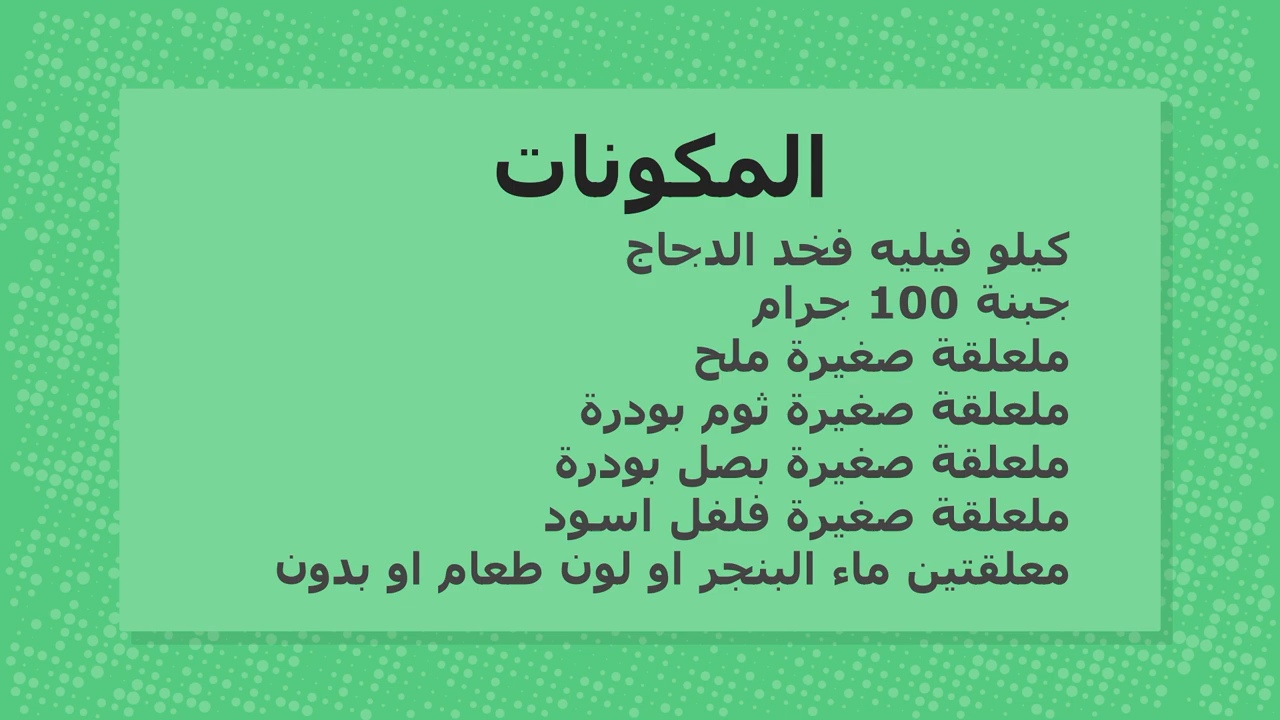 المكونات
كيلو فيليه فخد الدجاج
جبنة 100 جرام
ملعلقة صغيرة ملح
ملعلقة صغيرة ثوم بودرة
ملعلقة صغيرة بصل بودرة
ملعلقة صغيرة فلفل اسود
معلقتين ماء البنجر او لون طعام او بدون